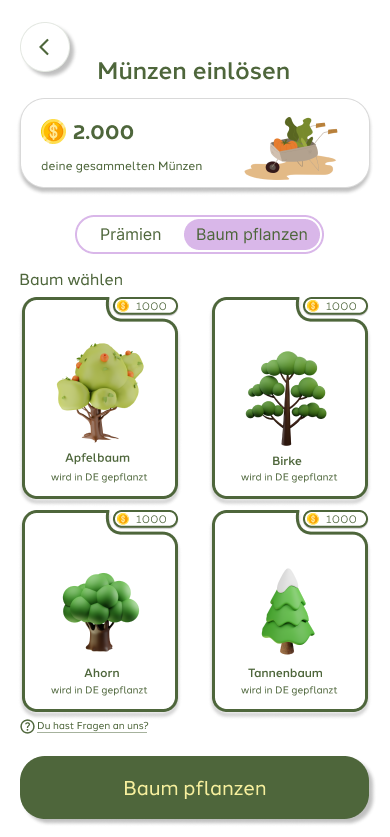 Münzen einlösen
2.000
deine gesammelten Münzen
Prämien
Baum pflanzen
Baum wählen
1000
1000
Apfelbaum
wird in DE gepflanzt
Birke
wird in DE gepflanzt
1000
1000
Ahorn
wird in DE gepflanzt
Tannenbaum
wird in DE gepflanzt
? Du hast Fragen an uns?
Baum pflanzen